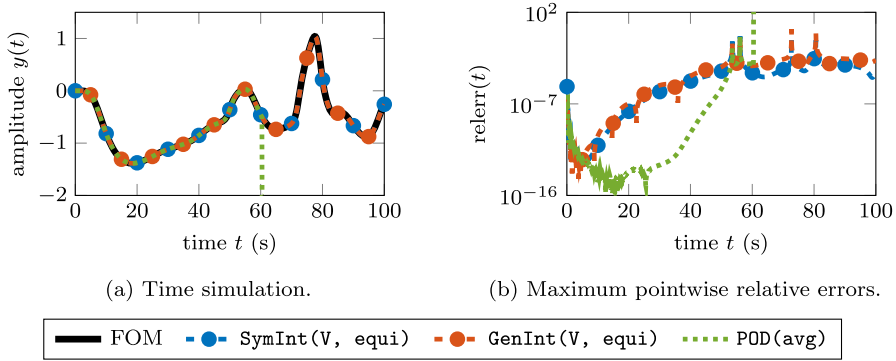 amplitude y(t)
1
0
−1
−2
0
20
40
60
80
100
time t (s)
(a) Time simulation.
relerr(t)
10^2
10^−7
10^−16
0
20
40
60
80
100
time t (s)
(b) Maximum pointwise relative errors.
FOM SymInt(V, equi) GenInt(V, equi) POD(avg)